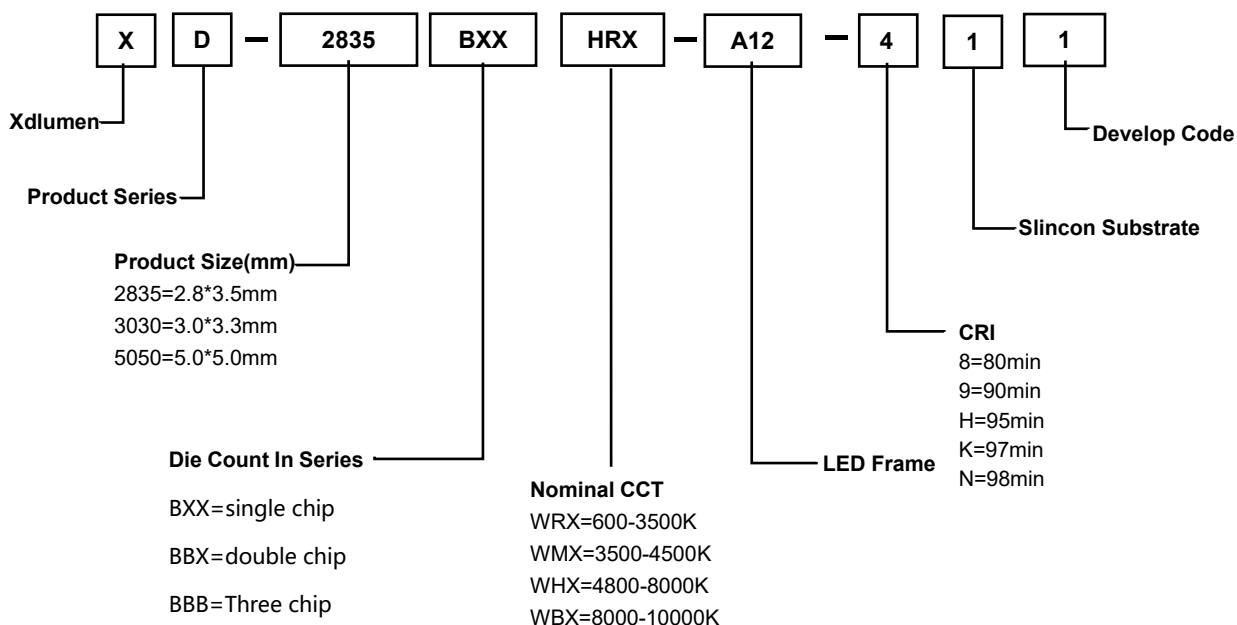 X D - 2835 BXX HRX - A12 - 4 1 1
Xdlumen
Develop Code
Product Series
Slincon Substrate
Product Size(mm)
2835=2.8*3.5mm
3030=3.0*3.3mm
5050=5.0*5.0mm
CRI
8=80min
9=90min
H=95min
K=97min
N=98min
Die Count In Series
BXX=single chip
BBX=double chip
BBB=Three chip
Nominal CCT
WRX=600-3500K
WMX=3500-4500K
WHX=4800-8000K
WBX=8000-10000K
LED Frame